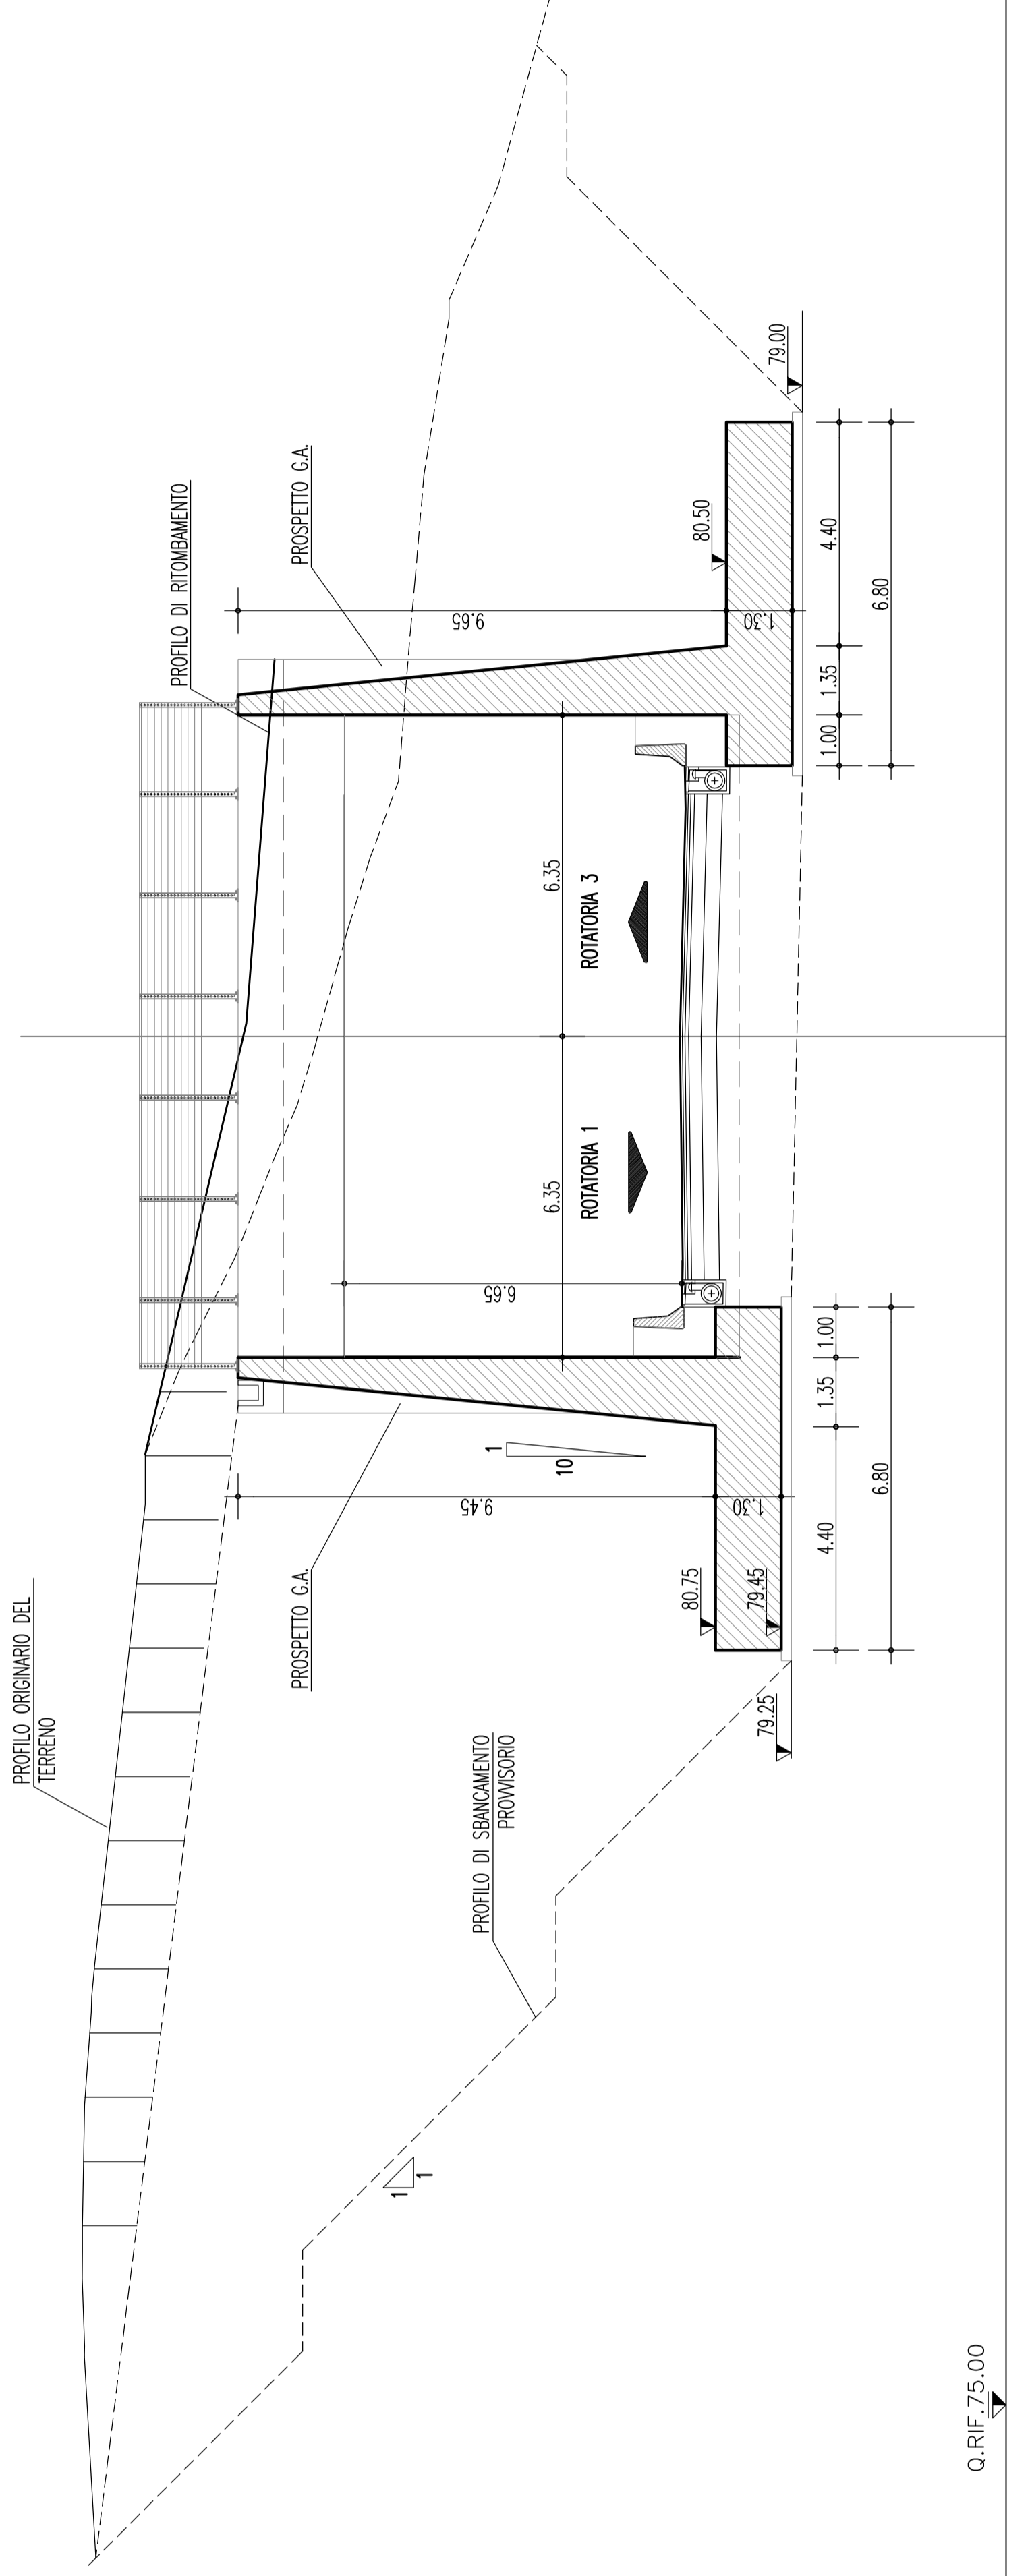 PROFILO ORIGINARIO DEL
TERRENO
PROFILO DI RITOMBAMENTO
PROSPETTO G.A.
PROSPETTO G.A.
PROFILO DI SBANCAMENTO
PROVVISORIO
1
1
1
10
9.45
1.30
9.65
1.30
6.65
6.35
6.35
ROTATORIA 1
ROTATORIA 3
80.75
79.45
79.25
80.50
79.00
4.40
1.35
1.00
6.80
1.00
1.35
4.40
6.80
Q.RIF.75.00